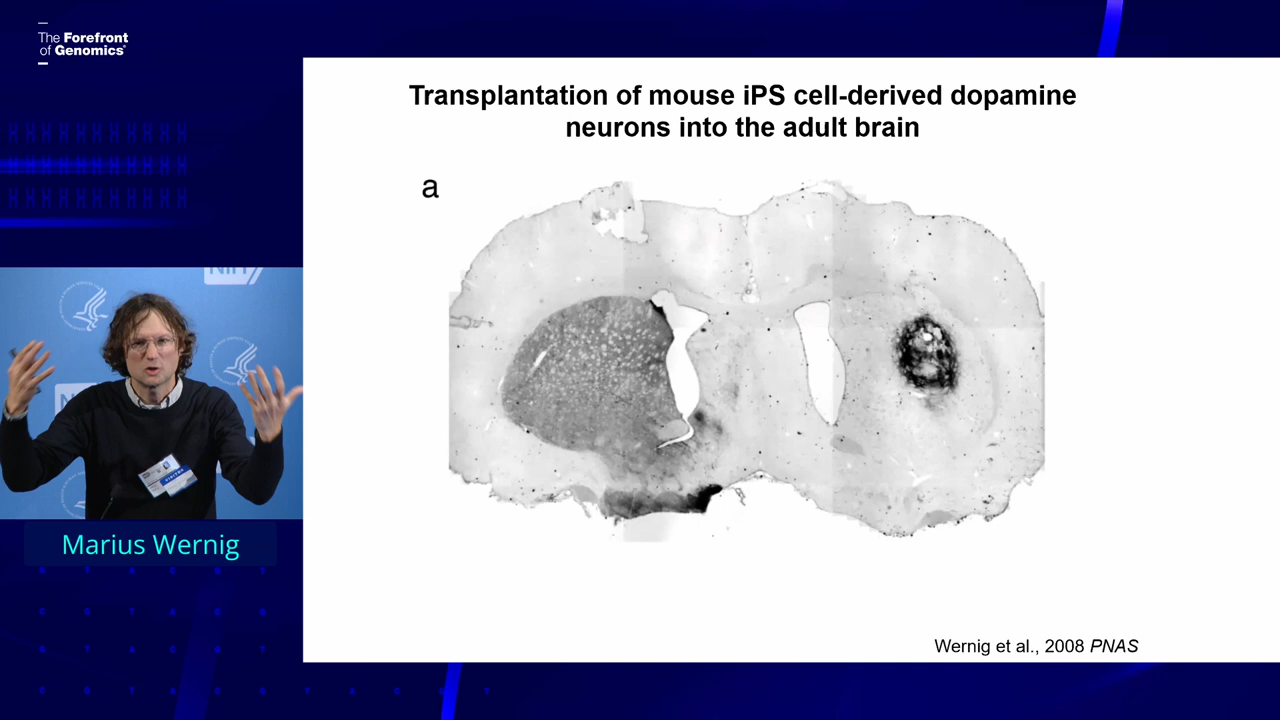 The Forefront
of Genomics
Transplantation of mouse iPS cell-derived dopamine
neurons into the adult brain
a
NIH
Marius Wernig
Wernig et al., 2008 PNAS